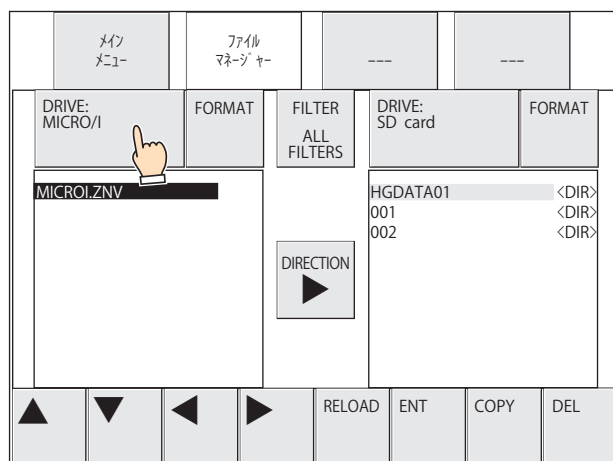 ﾒｲﾝ
ﾒﾆｭｰ
ﾌｧｲﾙ
ﾏﾈｰｼﾞｬｰ
---
---
DRIVE:
MICRO/I
FORMAT
FILTER
ALL
FILTERS
DRIVE:
SD card
FORMAT
MICROI.ZNV
HGDATA01 <DIR>
001 <DIR>
002 <DIR>
DIRECTION
RELOAD
ENT
COPY
DEL